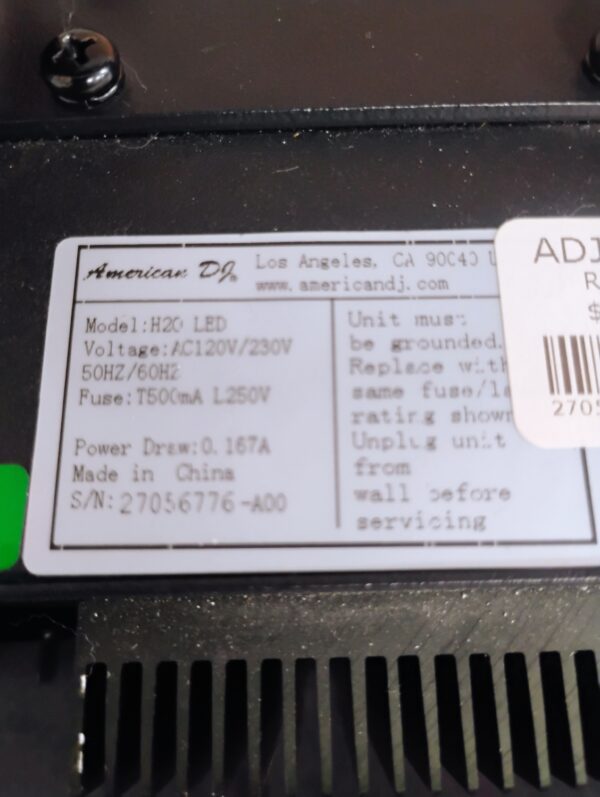 American DJ® Los Angeles, CA 90040
www.americandj.com
Model:H2O LED
Voltage:AC120V/230V
50HZ/60HZ
Fuse:T500mA L250V
Power Draw:0.167A
Made in China
S/N:27056776-A00
Unit must
be grounded.
Replace with
same fuse/la
rating shown
Unplug unit
from
wall before
servicing
ADJ
R
$
2705